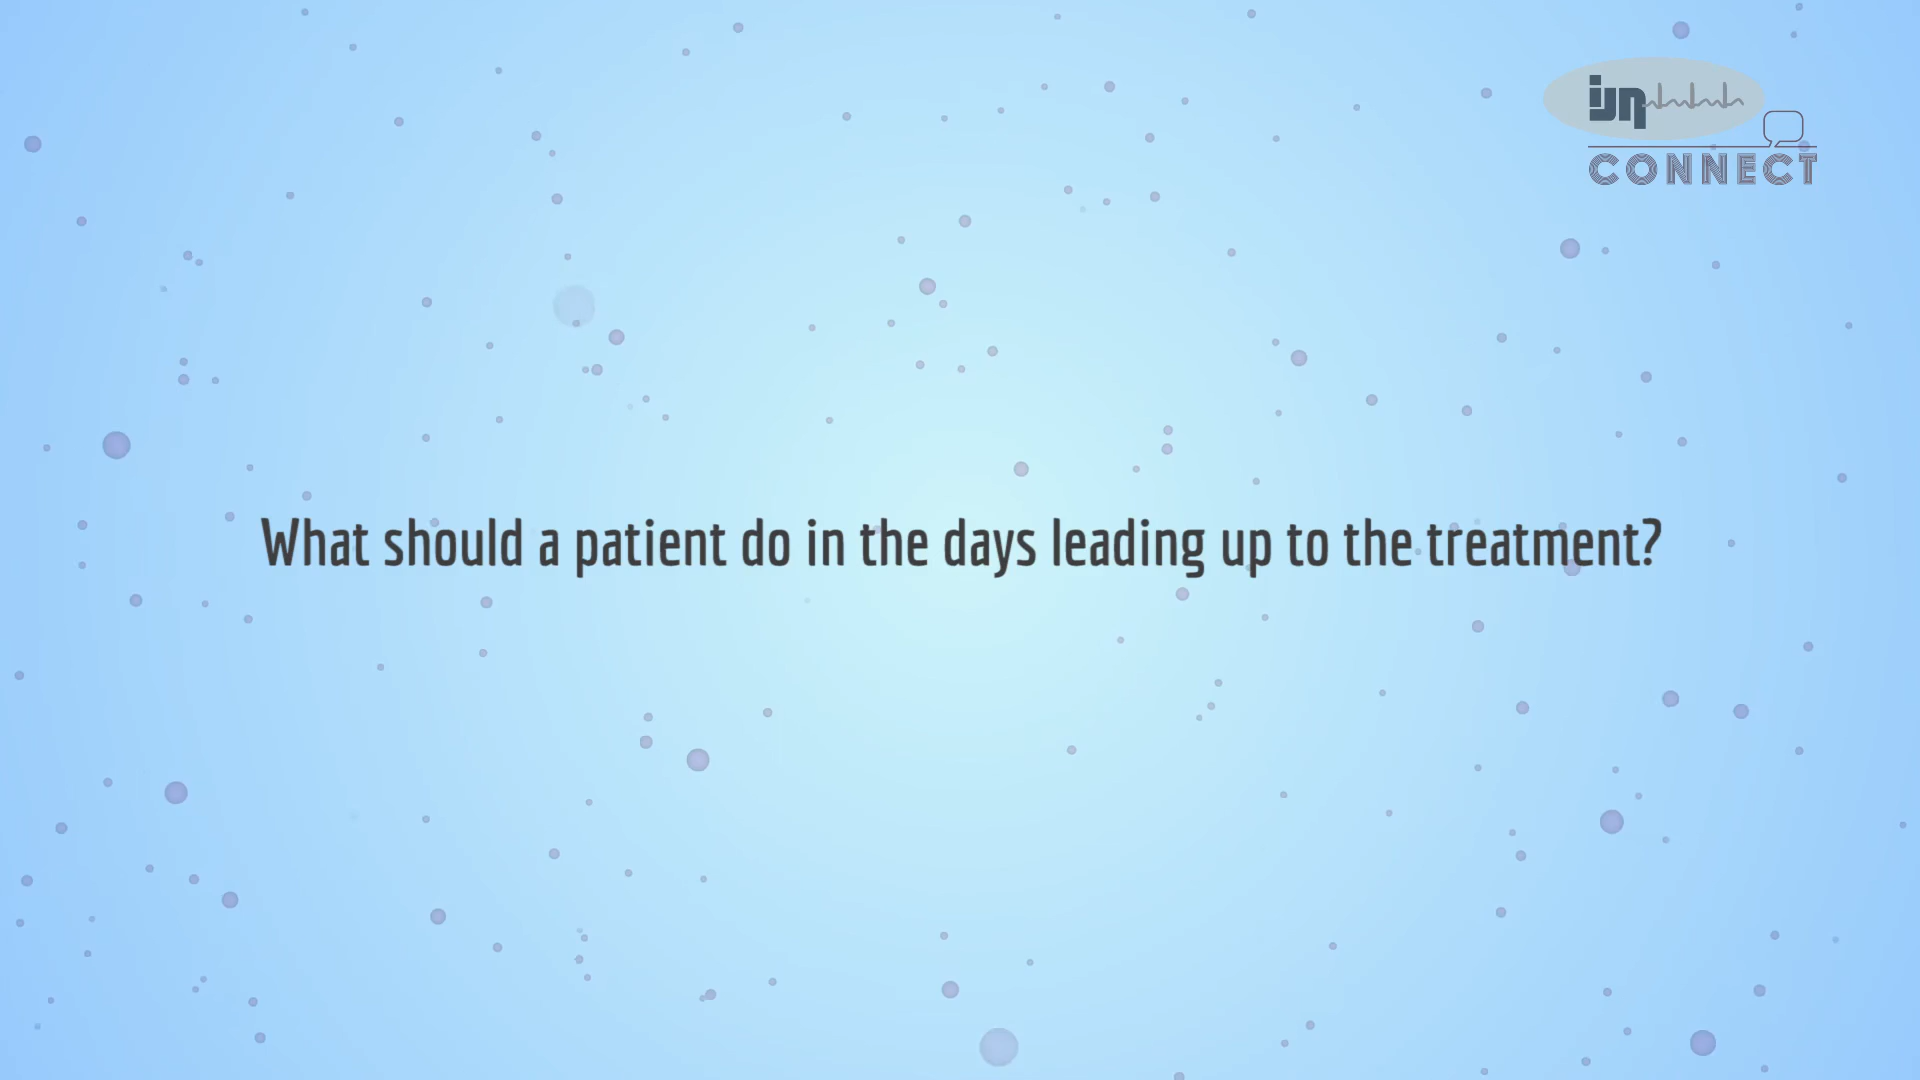 ijn
CONNECT
What should a patient do in the days leading up to the treatment?